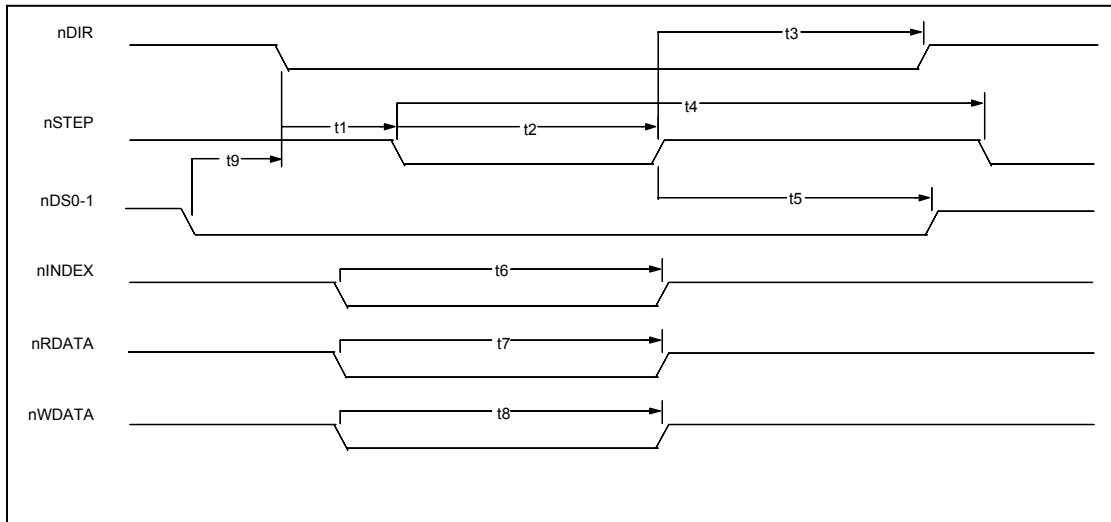 nDIR
t3
t4
nSTEP
t1
t2
t9
nDS0-1
t5
nINDEX
t6
nRDATA
t7
nWDATA
t8